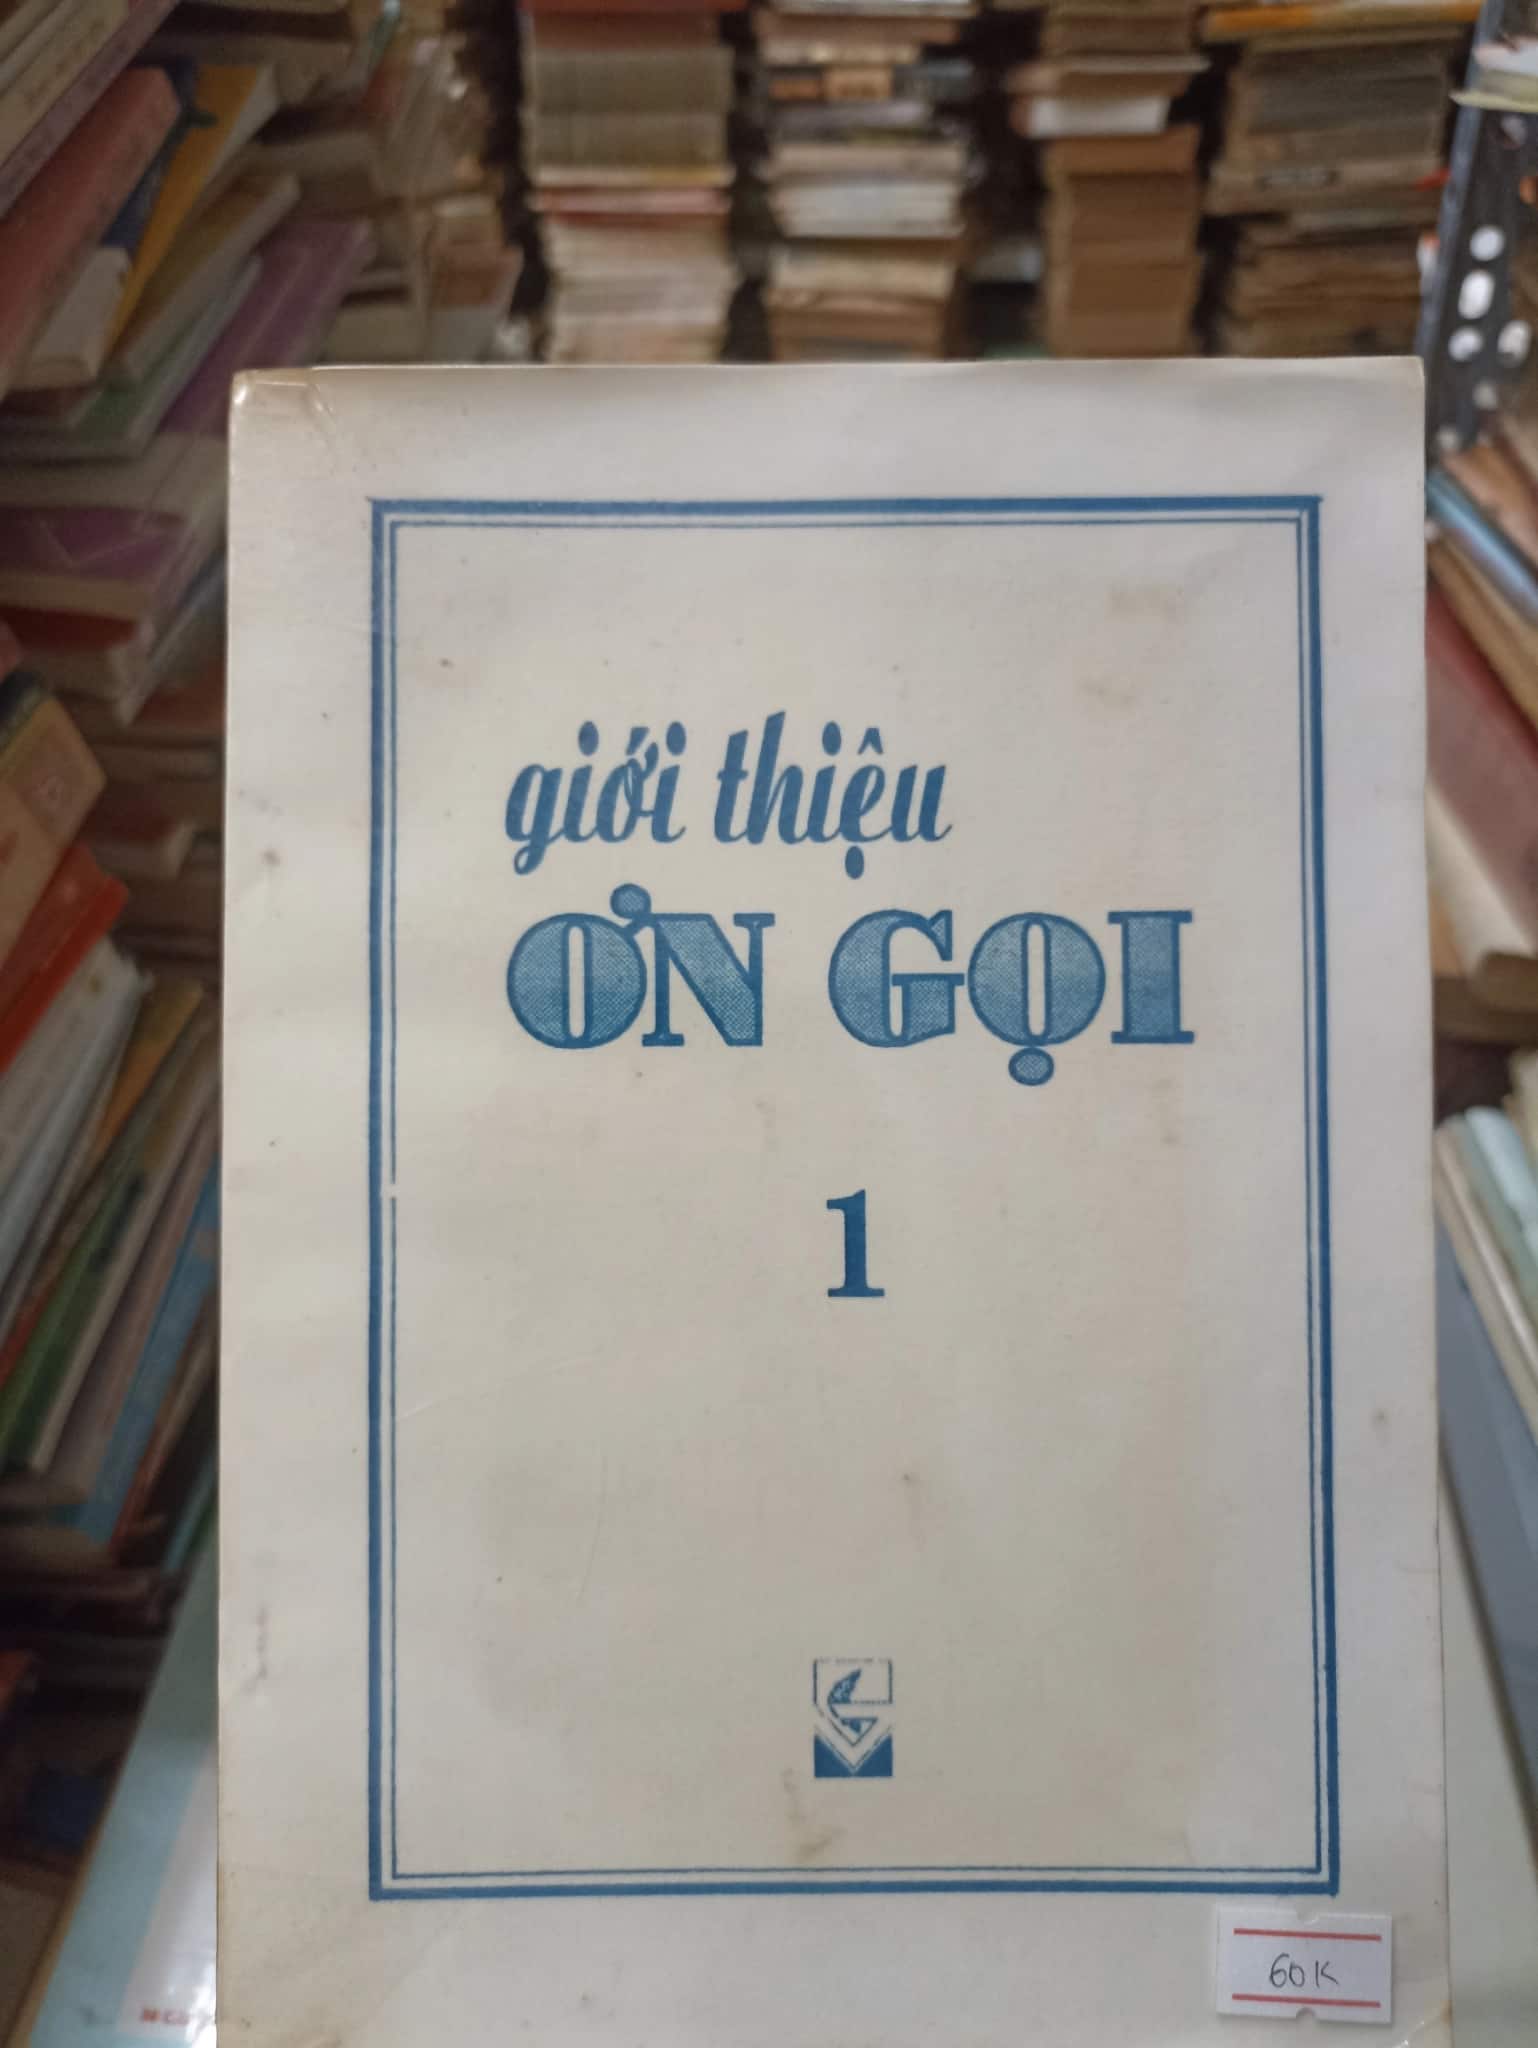 giới thiệu
ƠN GỌI
1
60K